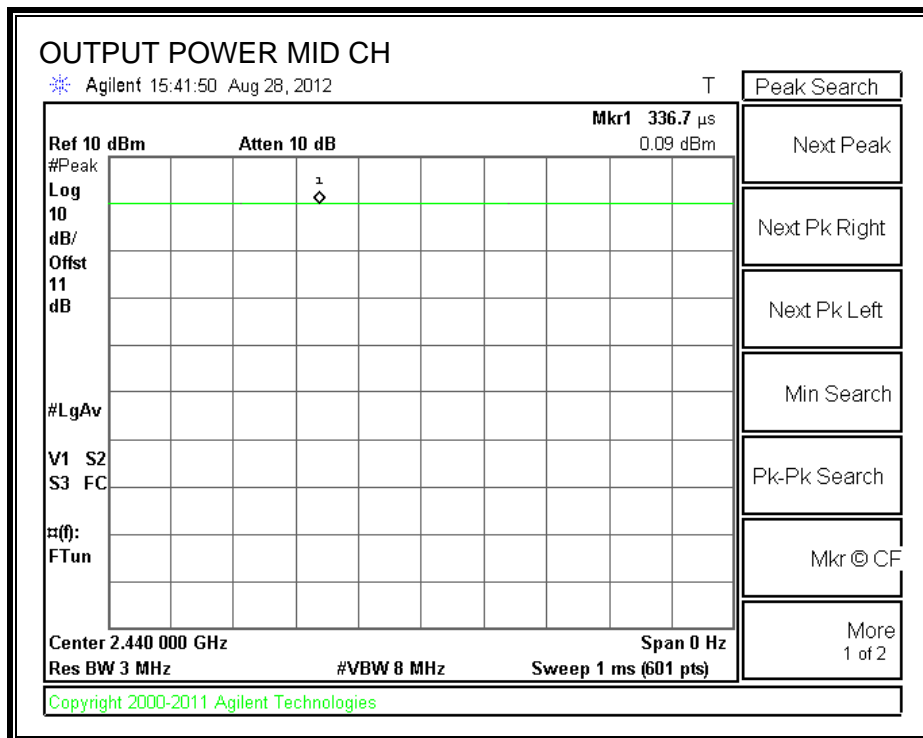 OUTPUT POWER MID CH
Agilent 15:41:50 Aug 28, 2012 T
Peak Search
Mkr1 336.7 µs
Ref 10 dBm Atten 10 dB 0.09 dBm
#Peak
Log
10
dB/
Offst
11
dB
1
#LgAv
V1 S2
S3 FC
¤(f):
FTun
Center 2.440 000 GHz Span 0 Hz
Res BW 3 MHz #VBW 8 MHz Sweep 1 ms (601 pts)
Copyright 2000-2011 Agilent Technologies
Next Peak
Next Pk Right
Next Pk Left
Min Search
Pk-Pk Search
Mkr © CF
More
1 of 2